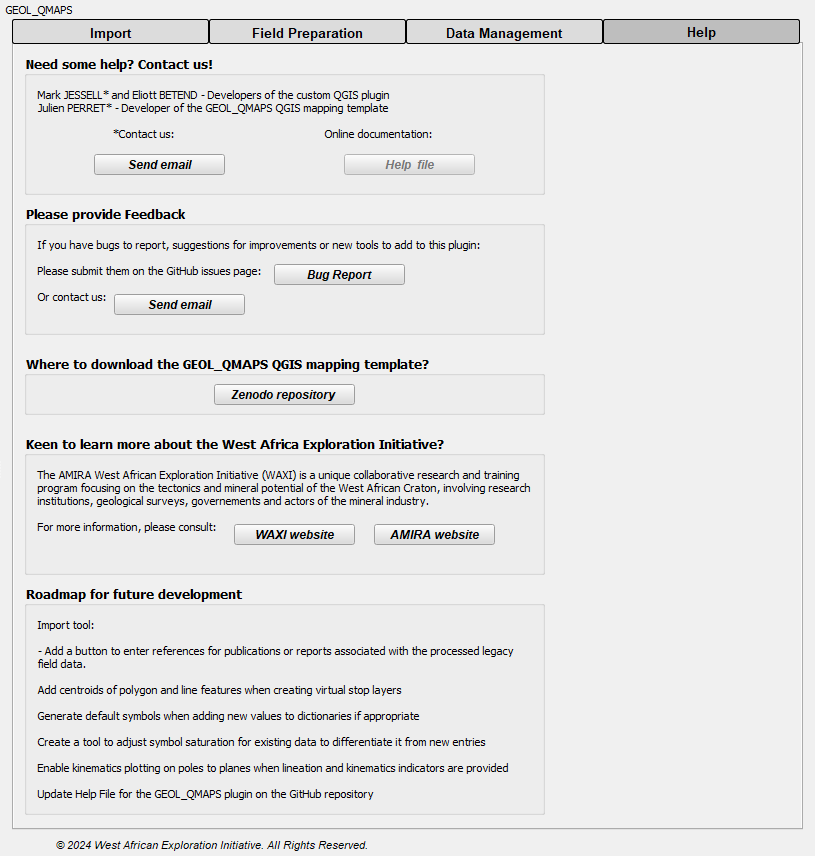 GEOL_QMAPS
Import Field Preparation Data Management Help
Need some help? Contact us!
Mark JESSELL* and Eliott BETEND - Developers of the custom QGIS plugin
Julien PERRET* - Developer of the GEOL_QMAPS QGIS mapping template
*Contact us: Online documentation:
Send email Help file
Please provide Feedback
If you have bugs to report, suggestions for improvements or new tools to add to this plugin:
Please submit them on the GitHub issues page: Bug Report
Or contact us: Send email
Where to download the GEOL_QMAPS QGIS mapping template?
Zenodo repository
Keen to learn more about the West Africa Exploration Initiative?
The AMIRA West African Exploration Initiative (WAXI) is a unique collaborative research and training
program focusing on the tectonics and mineral potential of the West African Craton, involving research
institutions, geological surveys, governements and actors of the mineral industry.
For more information, please consult: WAXI website AMIRA website
Roadmap for future development
Import tool:
- Add a button to enter references for publications or reports associated with the processed legacy
field data.
Add centroids of polygon and line features when creating virtual stop layers
Generate default symbols when adding new values to dictionaries if appropriate
Create a tool to adjust symbol saturation for existing data to differentiate it from new entries
Enable kinematics plotting on poles to planes when lineation and kinematics indicators are provided
Update Help File for the GEOL_QMAPS plugin on the GitHub repository
© 2024 West African Exploration Initiative. All Rights Reserved.